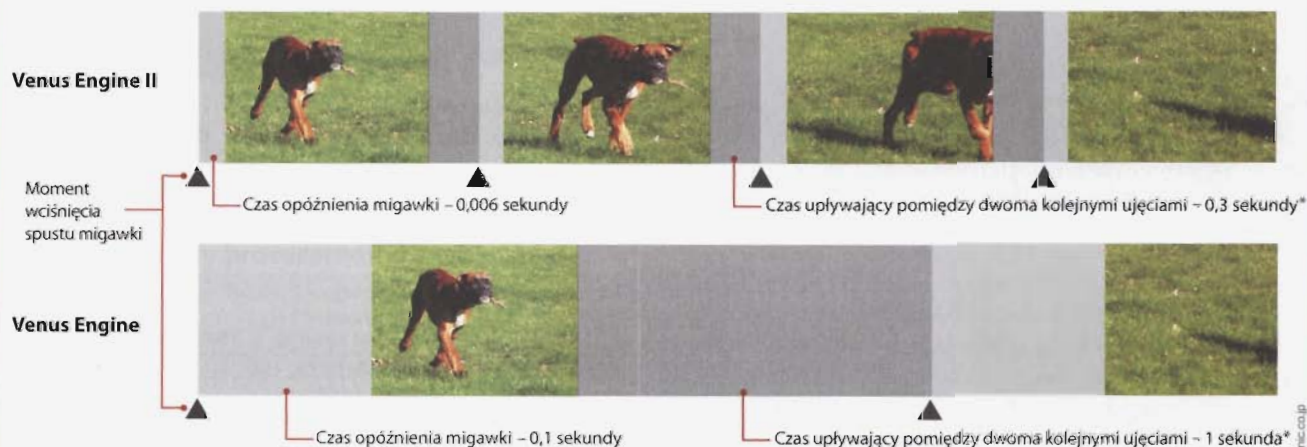 Venus Engine II
Moment
wciśnięcia
spustu migawki
Czas opóźnienia migawki – 0,006 sekundy
Czas upływający pomiędzy dwoma kolejnymi ujęciami – 0,3 sekundy*
Venus Engine
Czas opóźnienia migawki – 0,1 sekundy
Czas upływający pomiędzy dwoma kolejnymi ujęciami – 1 sekunda*